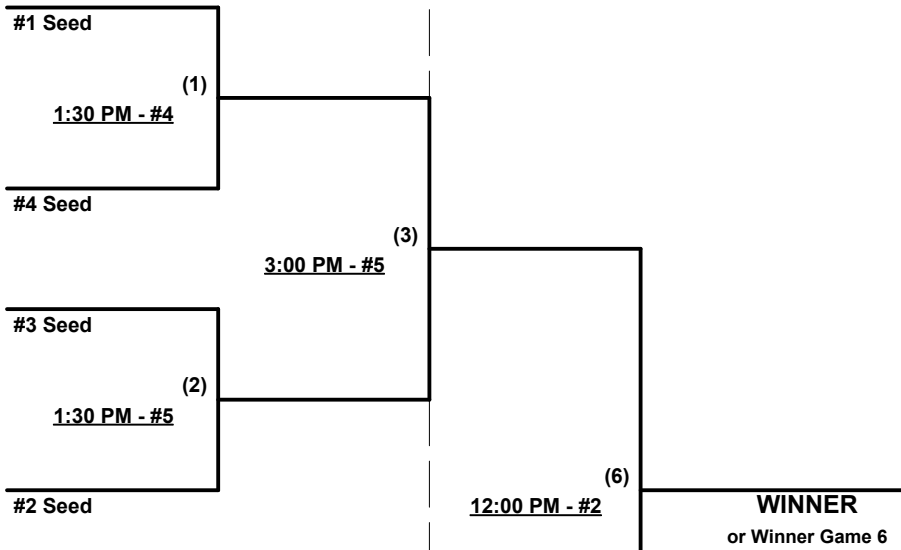 #1 Seed
(1)
1:30 PM - #4
#4 Seed
(3)
3:00 PM - #5
#3 Seed
(2)
1:30 PM - #5
#2 Seed
(6)
12:00 PM - #2
WINNER
or Winner Game 6